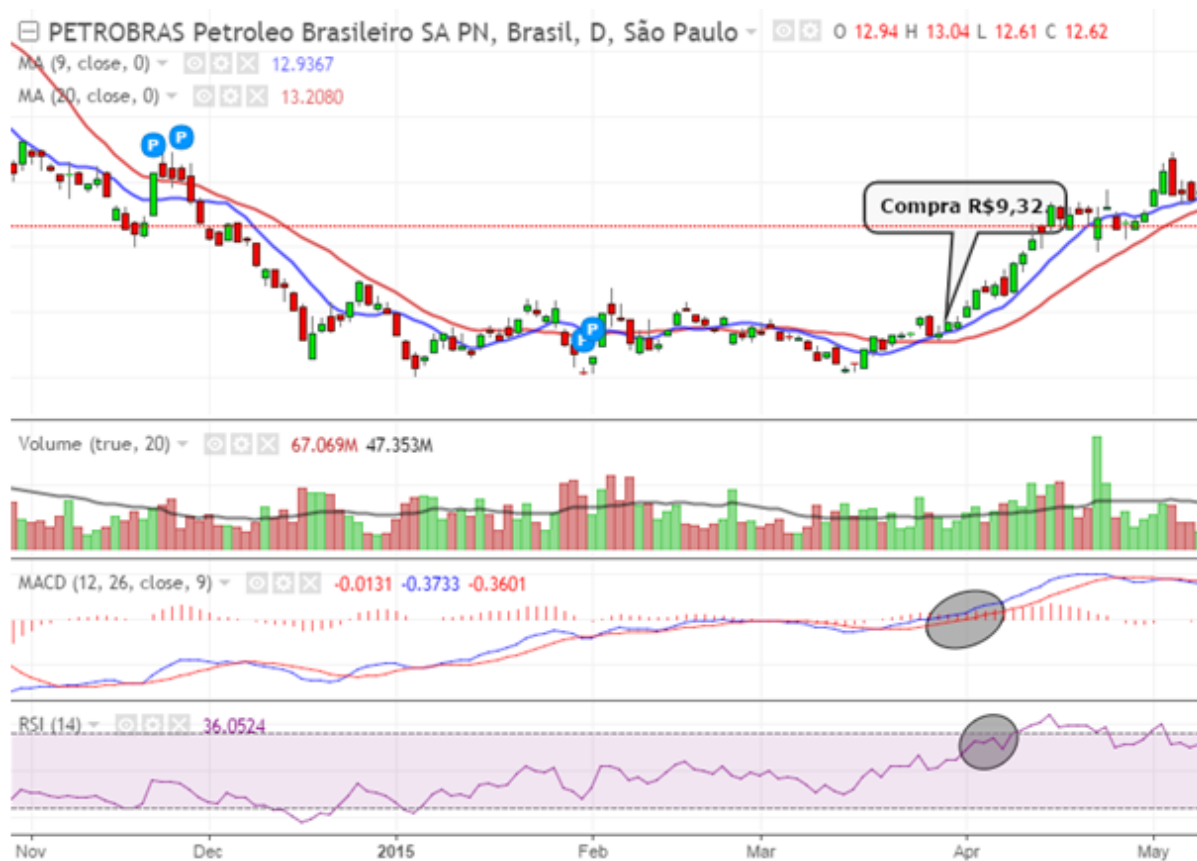 PETROBRAS Petroleo Brasileiro SA PN, Brasil, D, São Paulo O 12.94 H 13.04 L 12.61 C 12.62
MA (9, close, 0) 12.9367
MA (20, close, 0) 13.2080
P P
Compra R$9,32
P
Volume (true, 20) 67.069M 47.353M
MACD (12, 26, close, 9) -0.0131 -0.3733 -0.3601
RSI (14) 36.0524
Nov Dec 2015 Feb Mar Apr May